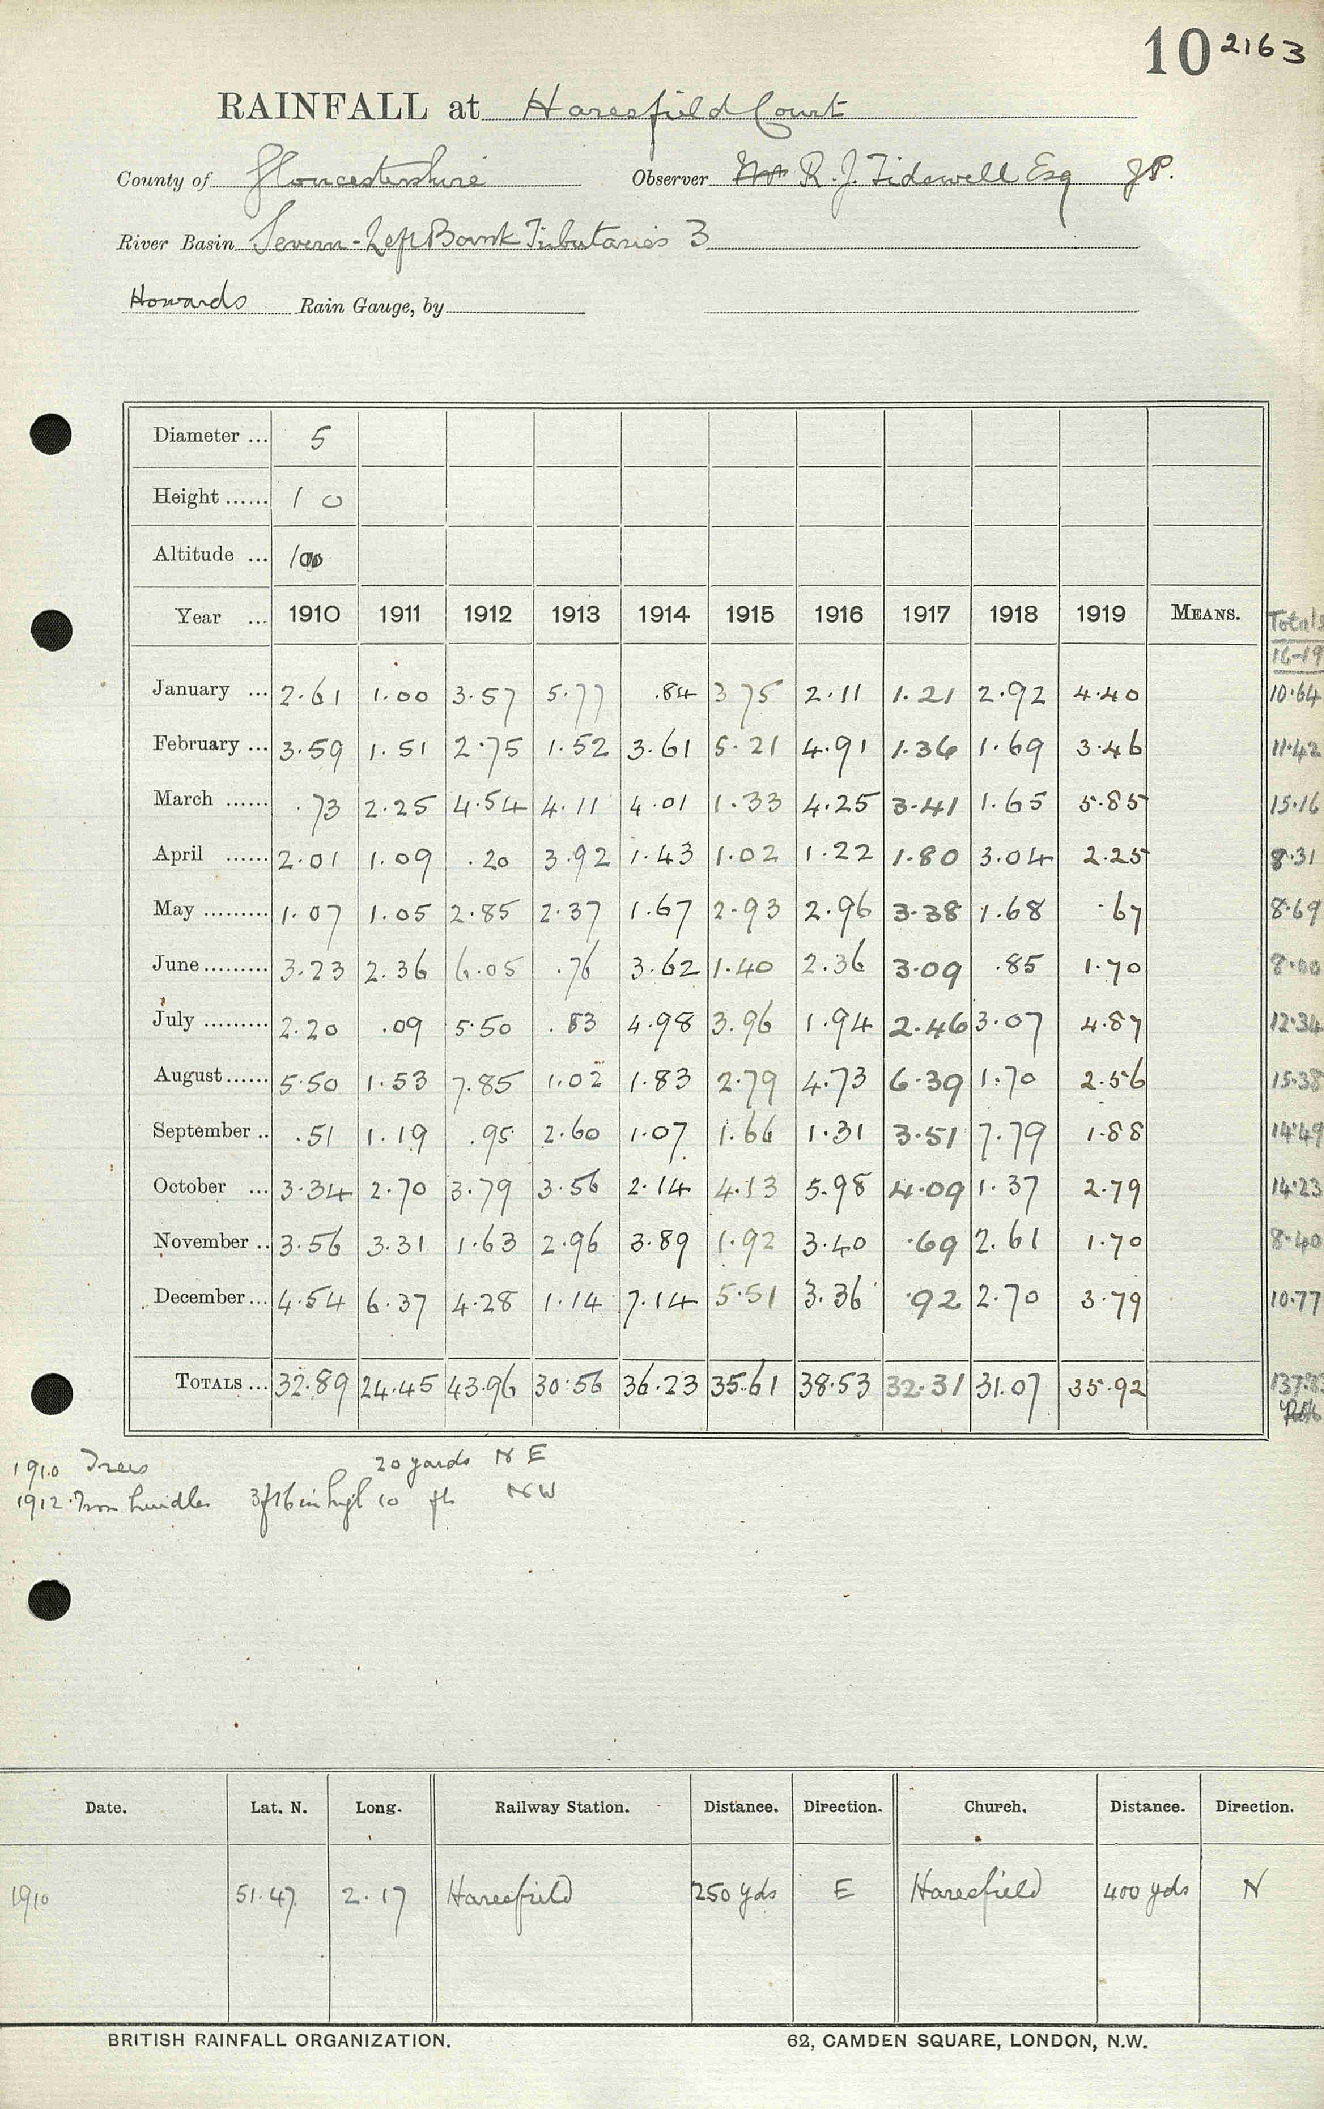 10 2163
RAINFALL at Haresfield Court
County of Gloucestershire Observer R. J. Tidswell Esq JP.
River Basin Severn - Left Bank Tributaries 3
Howards Rain Gauge, by
Diameter ... 5
Height ...... 1 0
Altitude ... 100
Year ... 1910 1911 1912 1913 1914 1915 1916 1917 1918 1919 MEANS. Totals
16-19
January ... 2.61 1.00 3.57 5.77 .84 3 75 2.11 1.21 2.92 4.40 10.64
February ... 3.59 1.51 2.75 1.52 3.61 5.21 4.91 1.36 1.69 3.46 11.42
March ...... .73 2.25 4.54 4.11 4.01 1.33 4.25 3.41 1.65 5.85 15.16
April ...... 2.01 1.09 .20 3.92 1.43 1.02 1.22 1.80 3.04 2.25 8.31
May ......... 1.07 1.05 2.85 2.37 1.67 2.93 2.96 3.38 1.68 .67 8.69
June ......... 3.23 2.36 6.05 .76 3.62 1.40 2.36 3.09 .85 1.70 8.00
July ......... 2.20 .09 5.50 .83 4.98 3.96 1.94 2.46 3.07 4.87 12.34
August ...... 5.50 1.53 7.85 1.02 1.83 2.79 4.73 6.39 1.70 2.56 15.38
September .. .51 1.19 .95 2.60 1.07 1.66 1.31 3.51 7.79 1.88 14.49
October ... 3.34 2.70 3.79 3.56 2.14 4.13 5.98 4.09 1.37 2.79 14.23
November .. 3.56 3.31 1.63 2.96 3.89 1.92 3.40 .69 2.61 1.70 8.40
December ... 4.54 6.37 4.28 1.14 7.14 5.51 3.36 .92 2.70 3.79 10.77
TOTALS ... 32.89 24.45 43.96 30.56 36.23 35.61 38.53 32.31 31.07 35.92 137.83
1910 Trees 20 yards N E
1912. Iron hurdles 3ft 6 in high 10 ft NW
Date. Lat. N. Long. Railway Station. Distance. Direction. Church. Distance. Direction.
1910 51.47 2.17 Haresfield 250 yds E Haresfield 400 yds N
BRITISH RAINFALL ORGANIZATION. 62, CAMDEN SQUARE, LONDON, N.W.